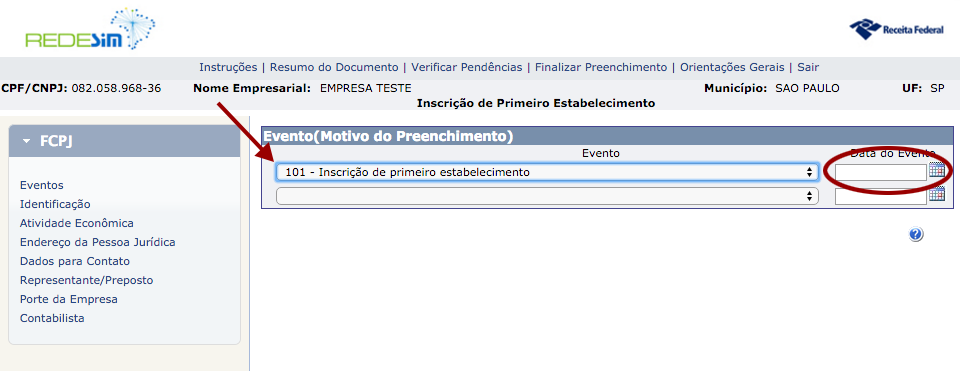 REDESIM
Receita Federal
Instruções | Resumo do Documento | Verificar Pendências | Finalizar Preenchimento | Orientações Gerais | Sair
CPF/CNPJ: 082.058.968-36 Nome Empresarial: EMPRESA TESTE Município: SAO PAULO UF: SP
Inscrição de Primeiro Estabelecimento
FCPJ
Eventos
Identificação
Atividade Econômica
Endereço da Pessoa Jurídica
Dados para Contato
Representante/Preposto
Porte da Empresa
Contabilista
Evento(Motivo do Preenchimento)
Evento Data do Evento
101 - Inscrição de primeiro estabelecimento
?